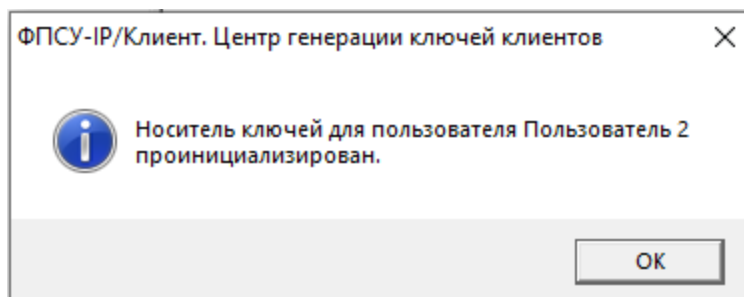 ФПСУ-IP/Клиент. Центр генерации ключей клиентов
Носитель ключей для пользователя Пользователь 2
проинициализирован.
OK